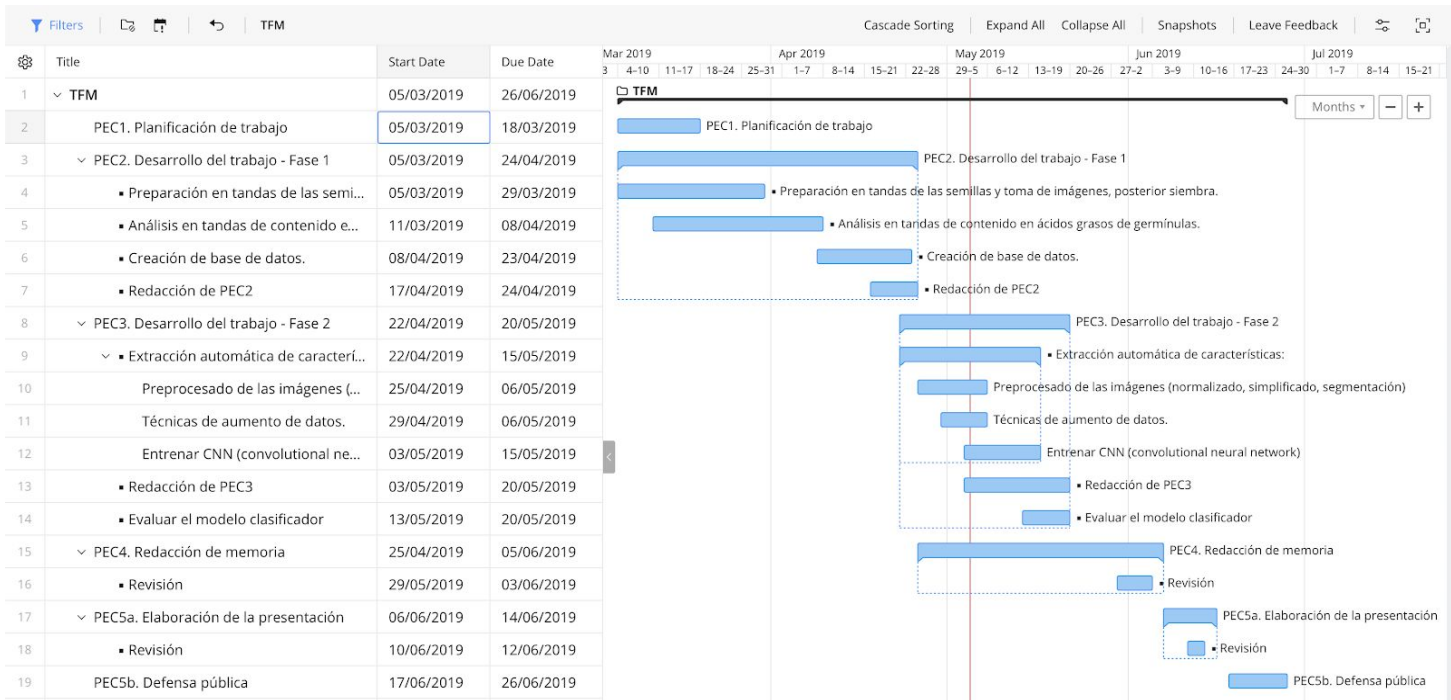 Filters TFM Cascade Sorting Expand All Collapse All Snapshots Leave Feedback
Title Start Date Due Date
Mar 2019 Apr 2019 May 2019 Jun 2019 Jul 2019
3 4–10 11–17 18–24 25–31 1–7 8–14 15–21 22–28 29–5 6–12 13–19 20–26 27–2 3–9 10–16 17–23 24–30 1–7 8–14 15–21
1 TFM 05/03/2019 26/06/2019 TFM
Months − +
2 PEC1. Planificación de trabajo 05/03/2019 18/03/2019 PEC1. Planificación de trabajo
3 PEC2. Desarrollo del trabajo - Fase 1 05/03/2019 24/04/2019 PEC2. Desarrollo del trabajo - Fase 1
4 ▪ Preparación en tandas de las semi... 05/03/2019 29/03/2019 ▪ Preparación en tandas de las semillas y toma de imágenes, posterior siembra.
5 ▪ Análisis en tandas de contenido e... 11/03/2019 08/04/2019 ▪ Análisis en tandas de contenido en ácidos grasos de germínulas.
6 ▪ Creación de base de datos. 08/04/2019 23/04/2019 ▪ Creación de base de datos.
7 ▪ Redacción de PEC2 17/04/2019 24/04/2019 ▪ Redacción de PEC2
8 PEC3. Desarrollo del trabajo - Fase 2 22/04/2019 20/05/2019 PEC3. Desarrollo del trabajo - Fase 2
9 ▪ Extracción automática de caracterí... 22/04/2019 15/05/2019 ▪ Extracción automática de características:
10 Preprocesado de las imágenes (... 25/04/2019 06/05/2019 Preprocesado de las imágenes (normalizado, simplificado, segmentación)
11 Técnicas de aumento de datos. 29/04/2019 06/05/2019 Técnicas de aumento de datos.
12 Entrenar CNN (convolutional ne... 03/05/2019 15/05/2019 Entrenar CNN (convolutional neural network)
13 ▪ Redacción de PEC3 03/05/2019 20/05/2019 ▪ Redacción de PEC3
14 ▪ Evaluar el modelo clasificador 13/05/2019 20/05/2019 ▪ Evaluar el modelo clasificador
15 PEC4. Redacción de memoria 25/04/2019 05/06/2019 PEC4. Redacción de memoria
16 ▪ Revisión 29/05/2019 03/06/2019 ▪ Revisión
17 PEC5a. Elaboración de la presentación 06/06/2019 14/06/2019 PEC5a. Elaboración de la presentación
18 ▪ Revisión 10/06/2019 12/06/2019 ▪ Revisión
19 PEC5b. Defensa pública 17/06/2019 26/06/2019 PEC5b. Defensa pública